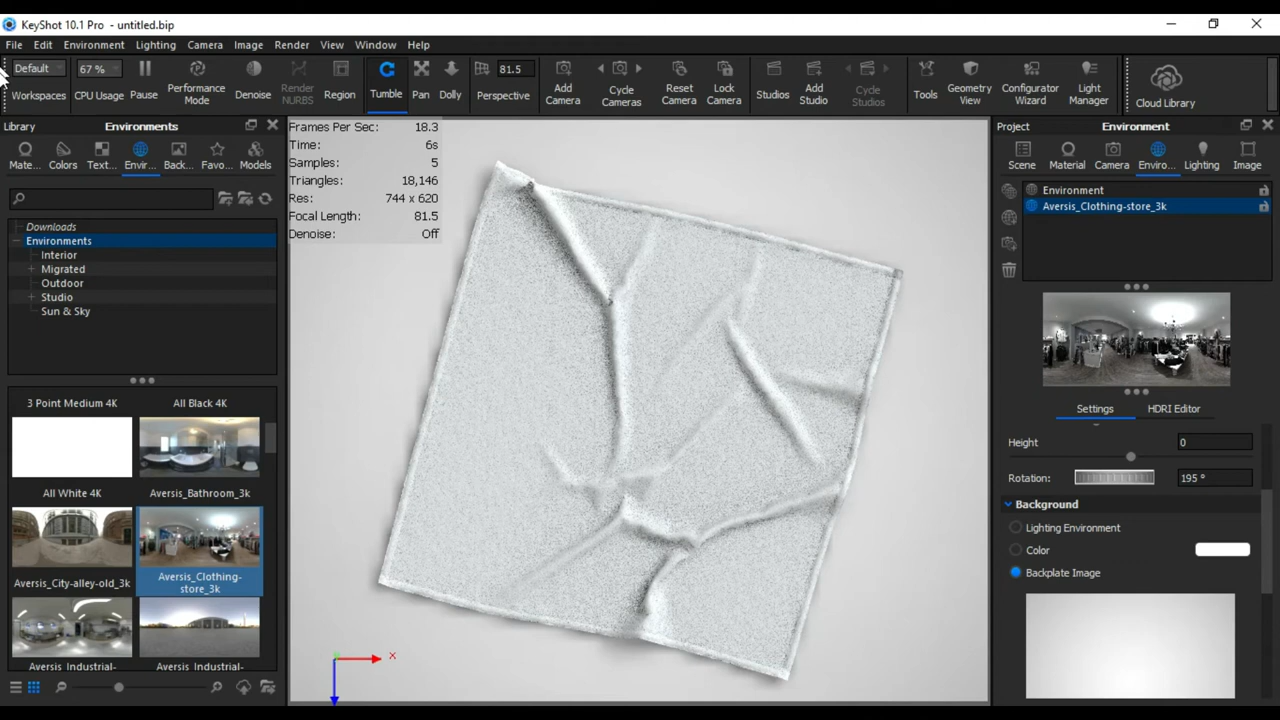 KeyShot 10.1 Pro - untitled.bip
File Edit Environment Lighting Camera Image Render View Window Help
Default 67 % 81.5
Workspaces CPU Usage Pause Performance Mode Denoise Render NURBS Region Tumble Pan Dolly Perspective Add Camera Cycle Cameras Reset Camera Lock Camera Studios Add Studio Cycle Studios Tools Geometry View Configurator Wizard Light Manager Cloud Library
Library Environments
Mate... Colors Text... Envir... Back... Favo... Models
Downloads
Environments
Interior
Migrated
Outdoor
Studio
Sun & Sky
3 Point Medium 4K All Black 4K
All White 4K Aversis_Bathroom_3k
Aversis_City-alley-old_3k Aversis_Clothing-
store_3k
Aversis_Industrial- Aversis_Industrial-
Frames Per Sec: 18.3
Time: 6s
Samples: 5
Triangles: 18,146
Res: 744 x 620
Focal Length: 81.5
Denoise: Off
X
Project Environment
Scene Material Camera Enviro... Lighting Image
Environment
Aversis_Clothing-store_3k
Settings HDRI Editor
Height 0
Rotation: 195 °
Background
Lighting Environment
Color
Backplate Image